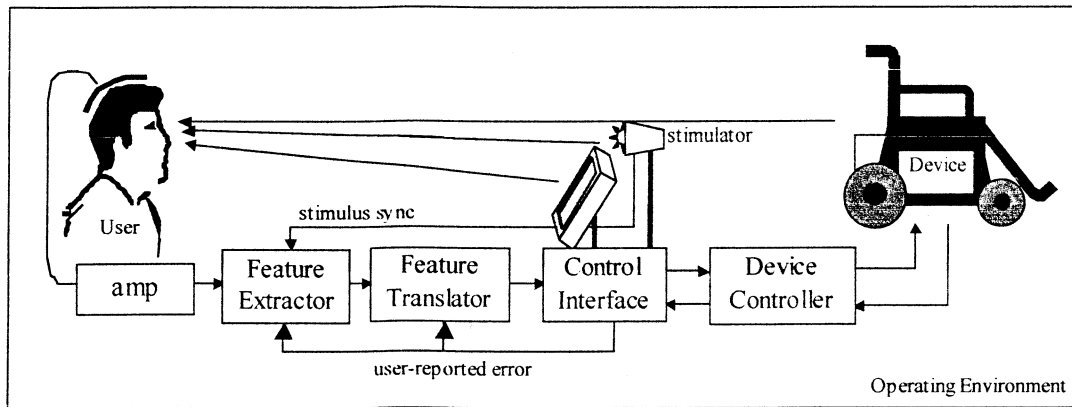 stimulator
Device
stimulus sync
User
amp
Feature
Extractor
Feature
Translator
Control
Interface
Device
Controller
user-reported error
Operating Environment